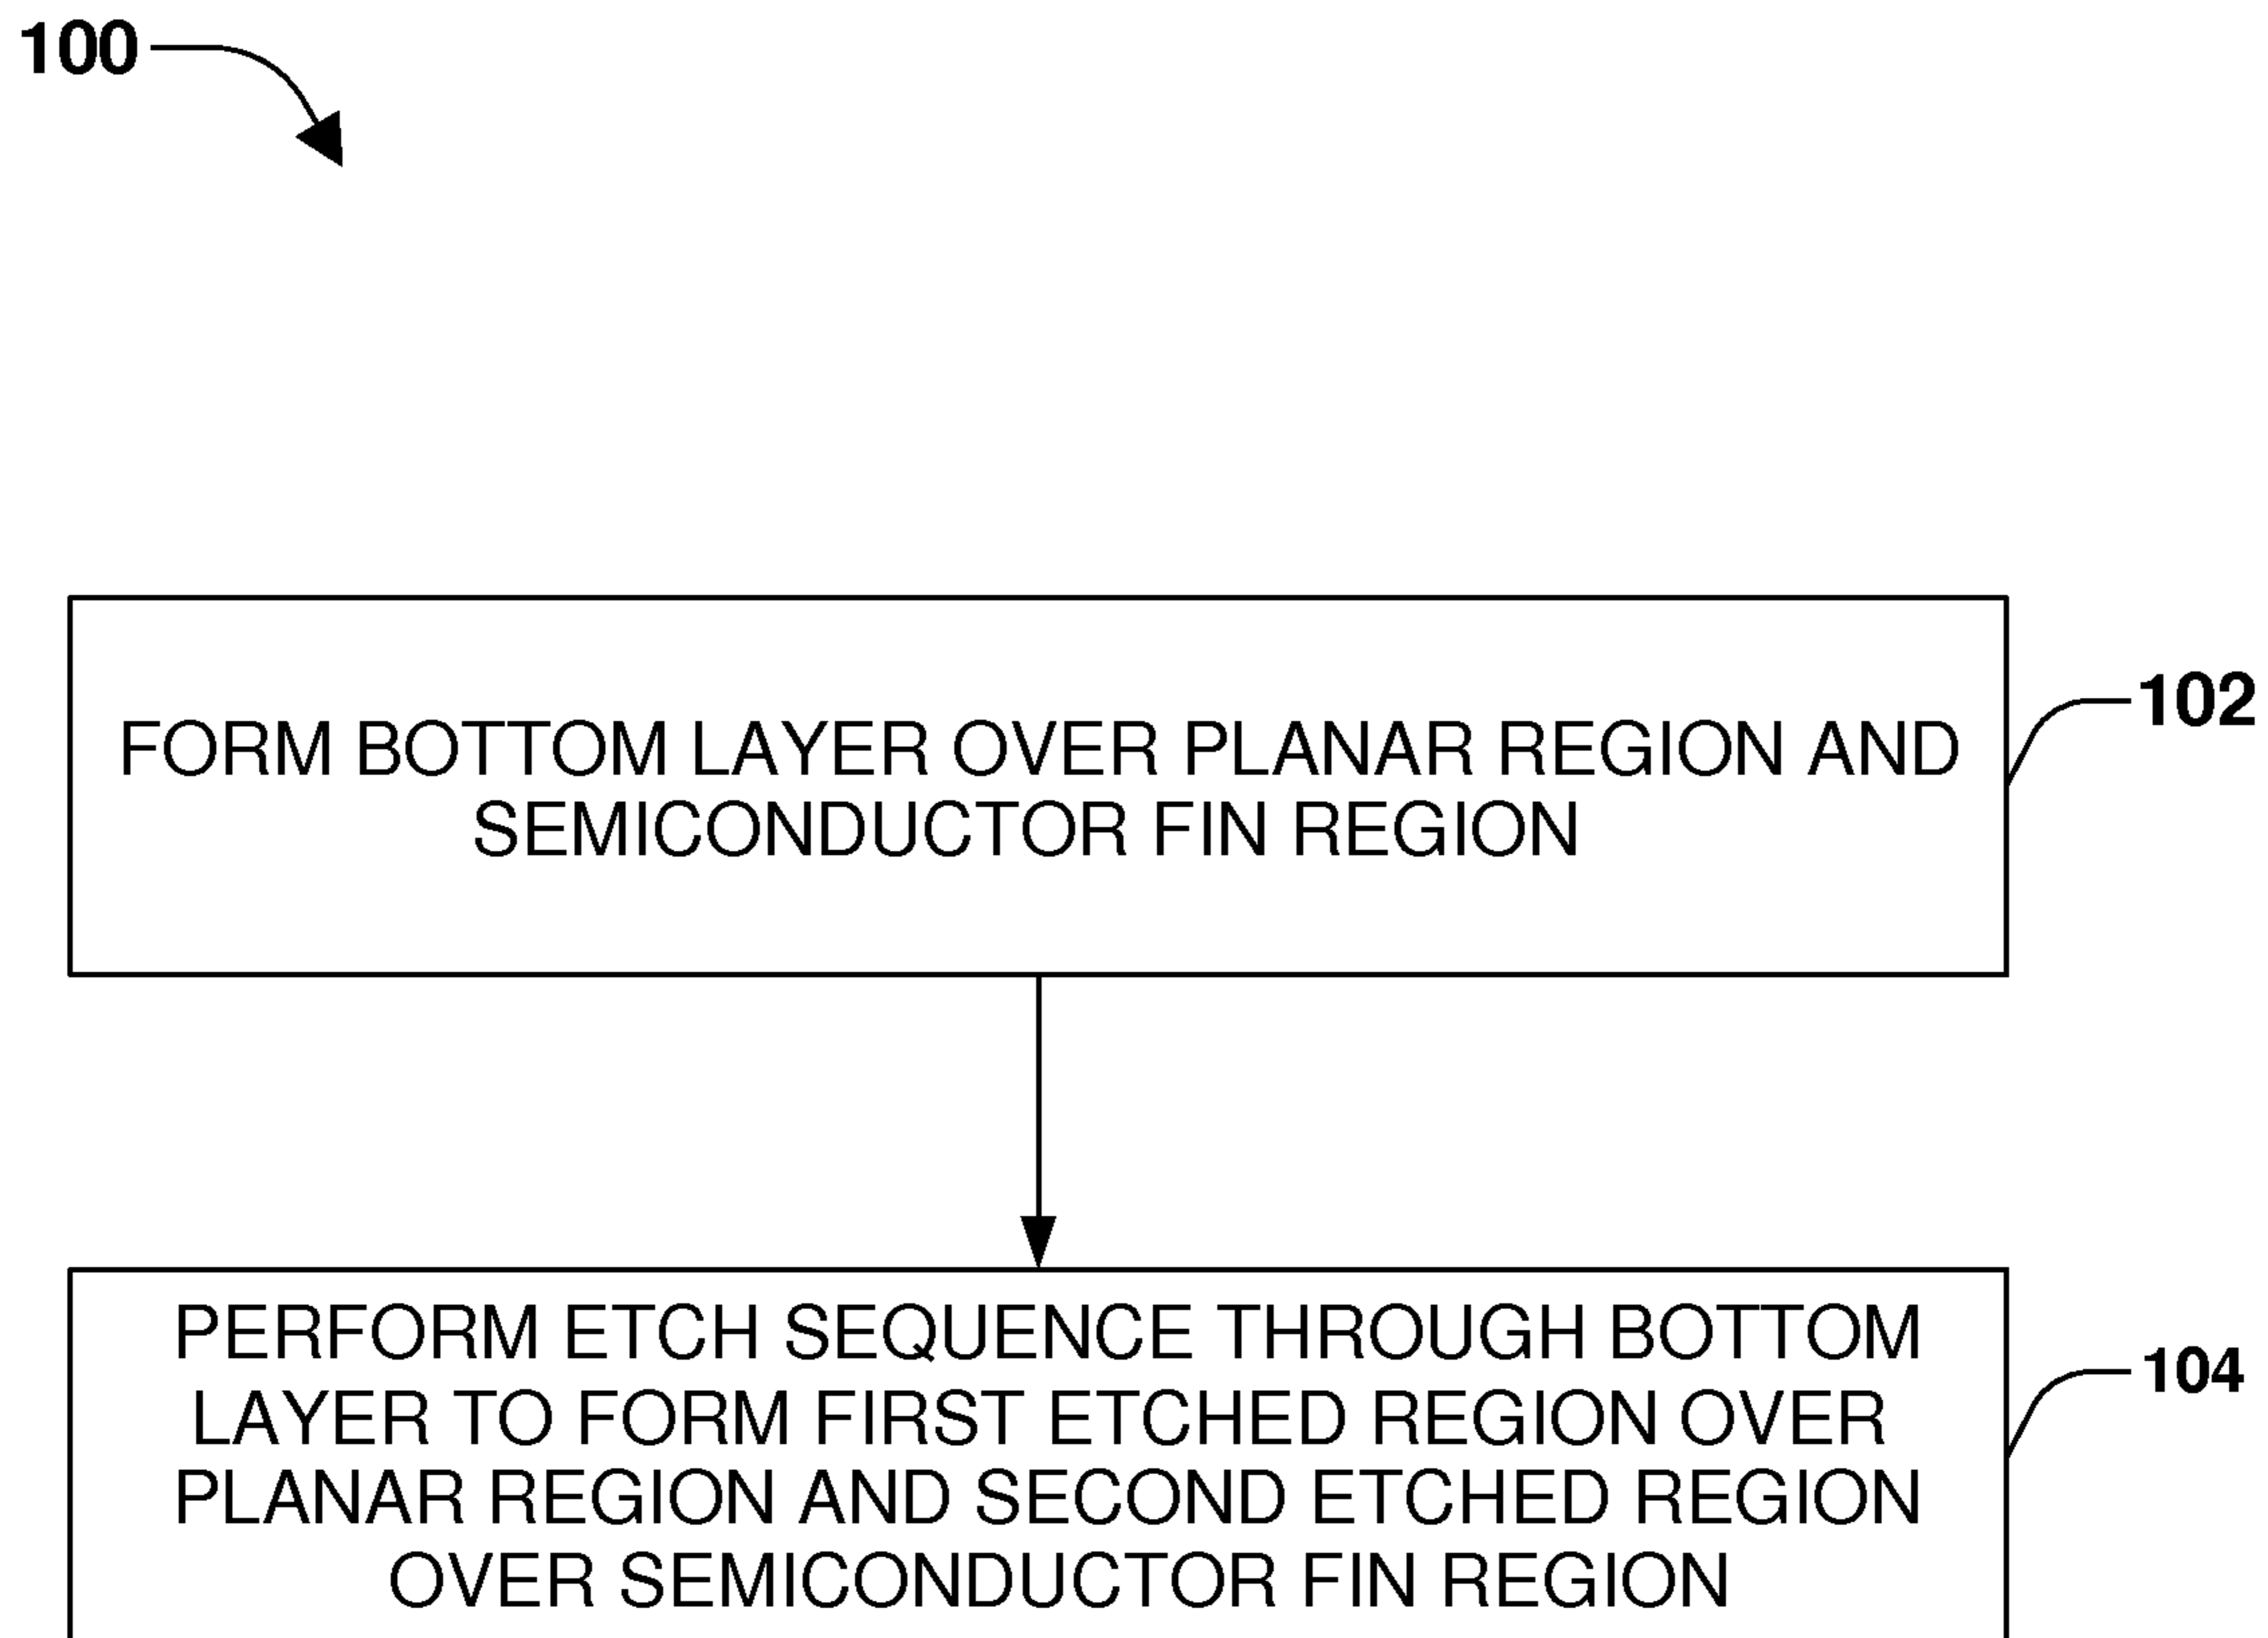 100
FORM BOTTOM LAYER OVER PLANAR REGION AND
SEMICONDUCTOR FIN REGION
102
PERFORM ETCH SEQUENCE THROUGH BOTTOM
LAYER TO FORM FIRST ETCHED REGION OVER
PLANAR REGION AND SECOND ETCHED REGION
OVER SEMICONDUCTOR FIN REGION
104